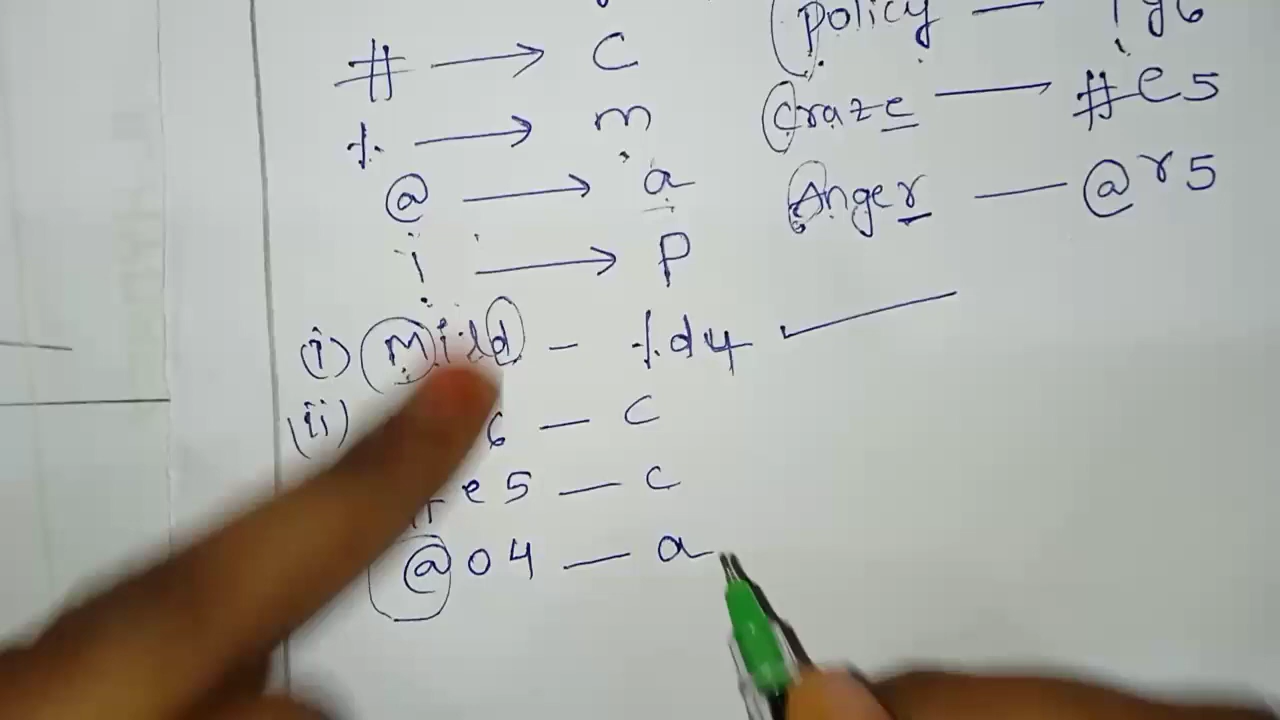 # → C
% → m
@ → a
! → P
Policy — !y6
Craze — #e5
Anger — @r5
(i) Mild — %d4
(ii) 6 — C
e5 — C
@04 — a